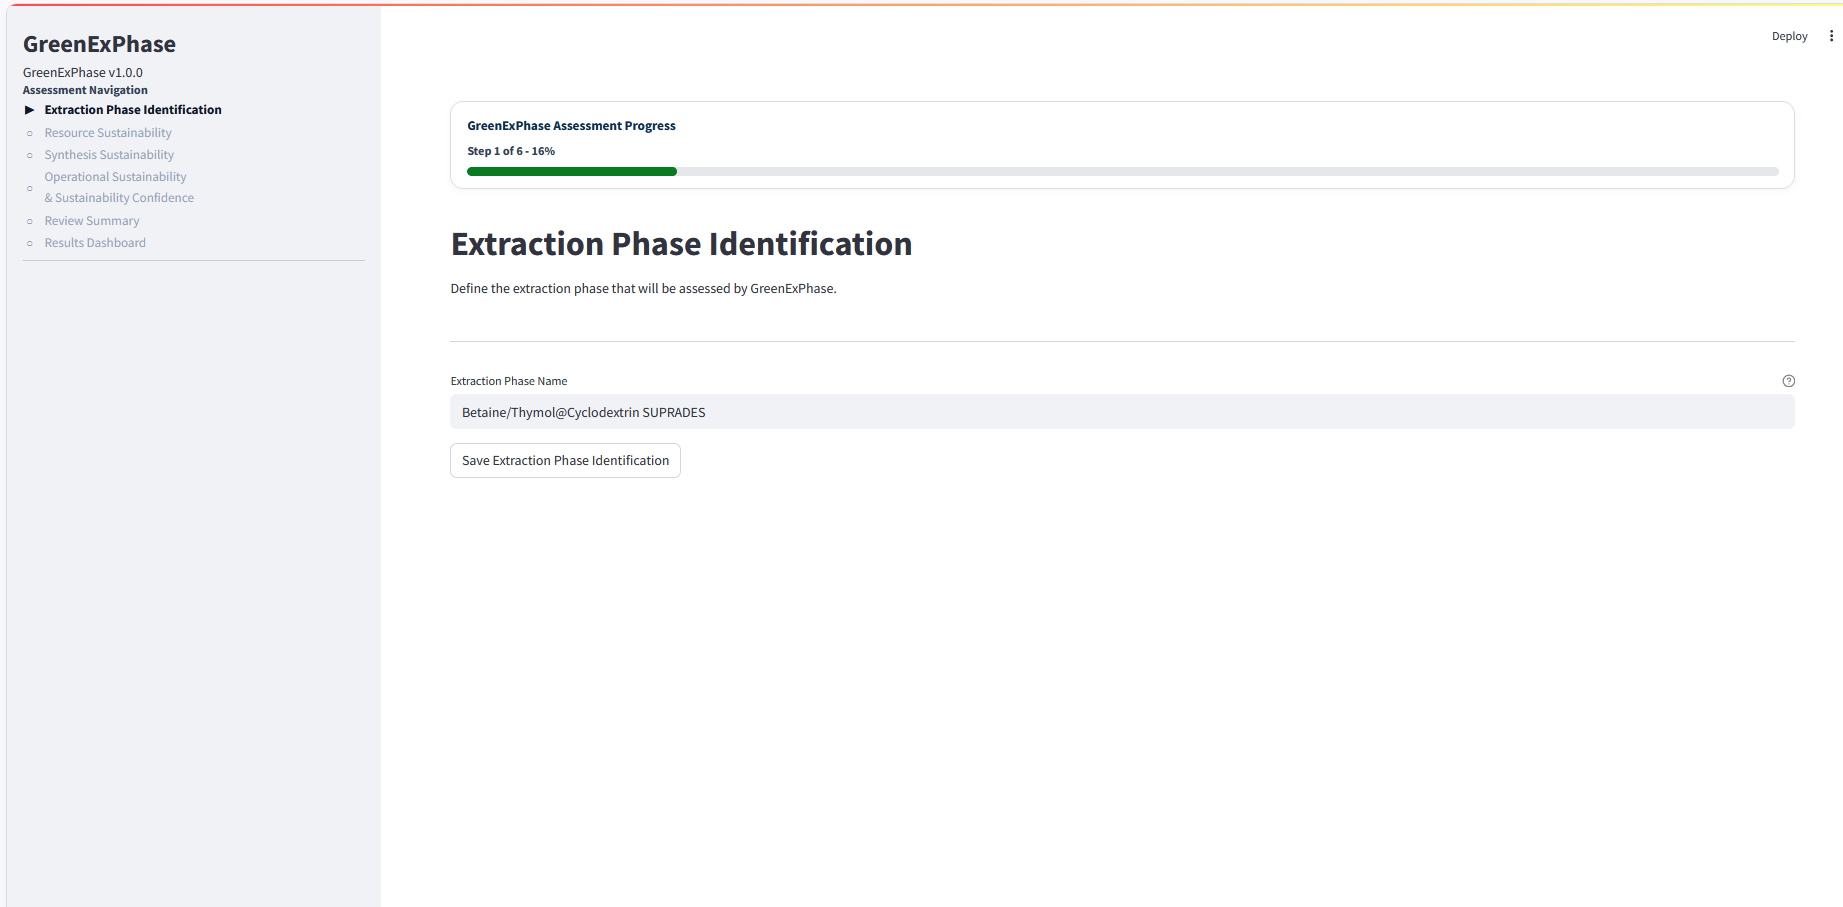 GreenExPhase
GreenExPhase v1.0.0
Assessment Navigation
▶ Extraction Phase Identification
○ Resource Sustainability
○ Synthesis Sustainability
○ Operational Sustainability
& Sustainability Confidence
○ Review Summary
○ Results Dashboard
Deploy
GreenExPhase Assessment Progress
Step 1 of 6 - 16%
Extraction Phase Identification
Define the extraction phase that will be assessed by GreenExPhase.
Extraction Phase Name
Betaine/Thymol@Cyclodextrin SUPRADES
Save Extraction Phase Identification